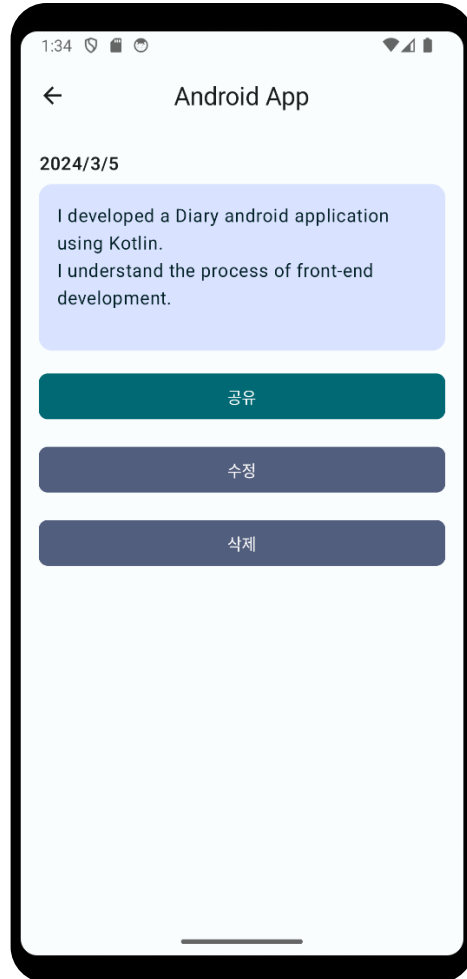 1:34
Android App
2024/3/5
I developed a Diary android application
using Kotlin.
I understand the process of front-end
development.
공유
수정
삭제